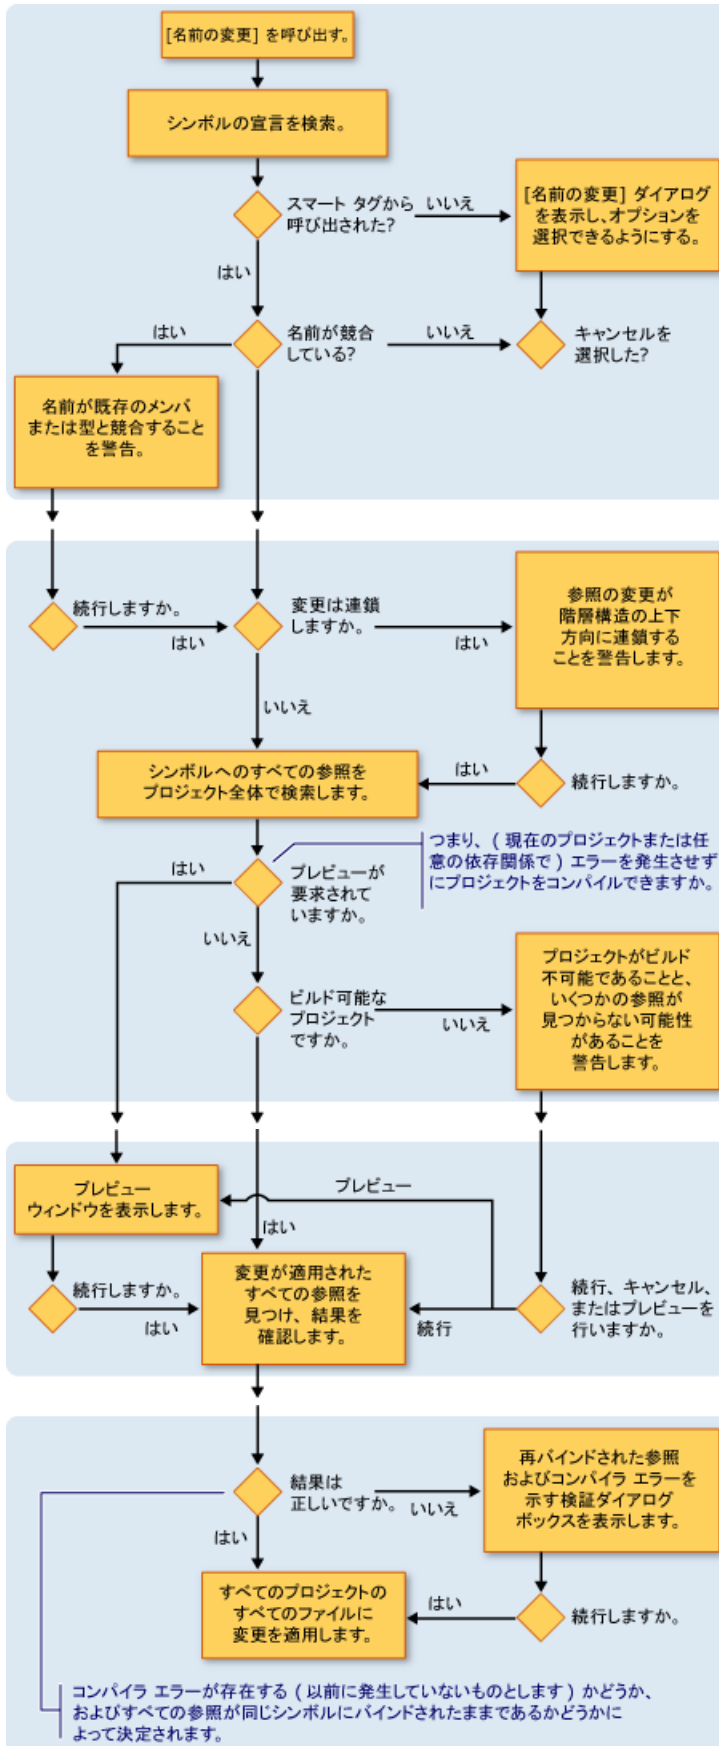 [名前の変更] を呼び出す。
シンボルの宣言を検索。
スマート タグから
呼び出された?
いいえ
[名前の変更] ダイアログ
を表示し、オプションを
選択できるようにする。
はい
はい
名前が競合
している?
いいえ
キャンセルを
選択した?
名前が既存のメンバ
または型と競合すること
を警告。
続行しますか。
はい
変更は連鎖
しますか。
はい
参照の変更が
階層構造の上下
方向に連鎖する
ことを警告します。
いいえ
シンボルへのすべての参照を
プロジェクト全体で検索します。
はい
続行しますか。
つまり、( 現在のプロジェクトまたは任
意の依存関係で ) エラーを発生させず
にプロジェクトをコンパイルできますか。
はい
プレビューが
要求されて
いますか。
いいえ
ビルド可能な
プロジェクト
ですか。
いいえ
プロジェクトがビルド
不可能であることと、
いくつかの参照が
見つからない可能性
があることを
警告します。
プレビュー
ウィンドウを表示します。
プレビュー
はい
続行しますか。
はい
変更が適用された
すべての参照を
見つけ、結果を
確認します。
続行
続行、キャンセル、
またはプレビューを
行いますか。
結果は
正しいですか。
いいえ
再バインドされた参照
およびコンパイラ エラーを
示す検証ダイアログ
ボックスを表示します。
はい
すべてのプロジェクトの
すべてのファイルに
変更を適用します。
はい
続行しますか。
コンパイラ エラーが存在する ( 以前に発生していないものとします ) かどうか、
およびすべての参照が同じシンボルにバインドされたままであるかどうかに
よって決定されます。